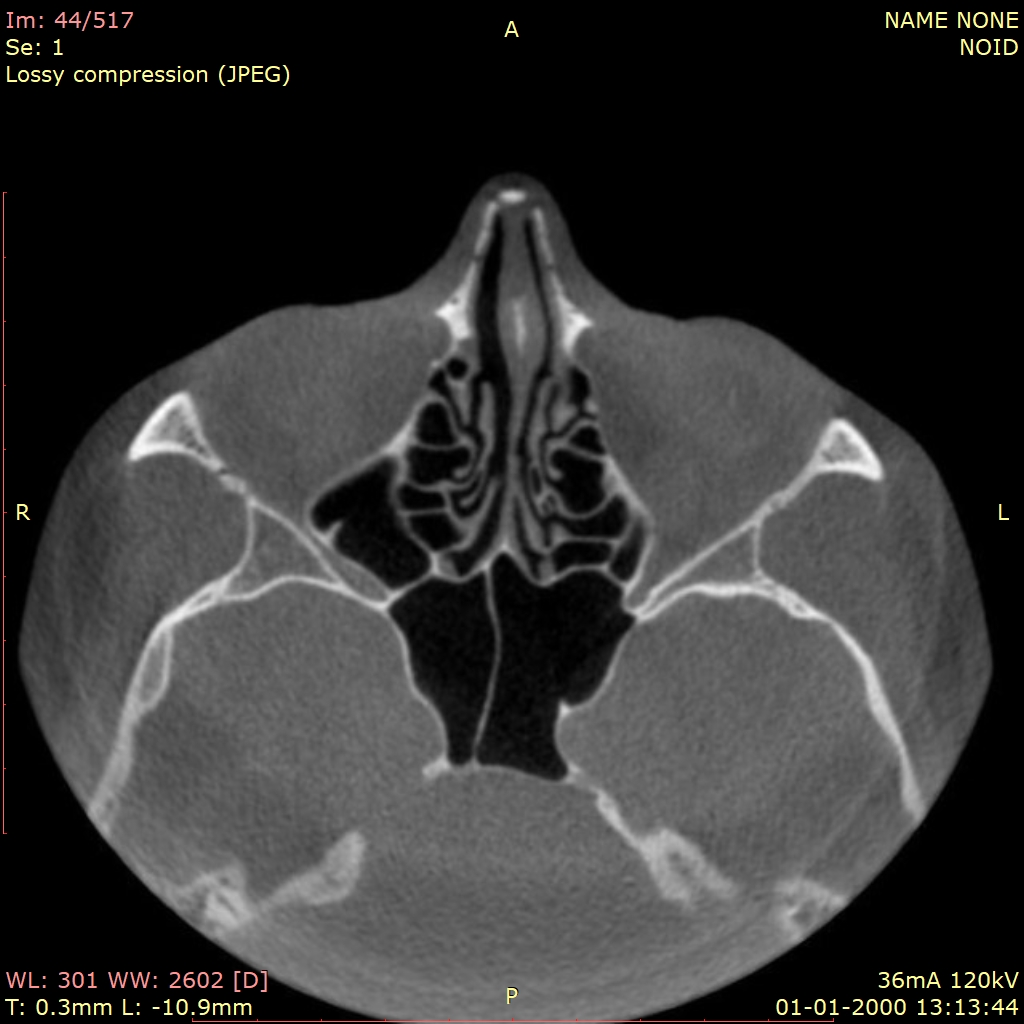 Im: 44/517
Se: 1
Lossy compression (JPEG)
A
NAME NONE
NOID
R
L
WL: 301 WW: 2602 [D]
T: 0.3mm L: -10.9mm
P
36mA 120kV
01-01-2000 13:13:44